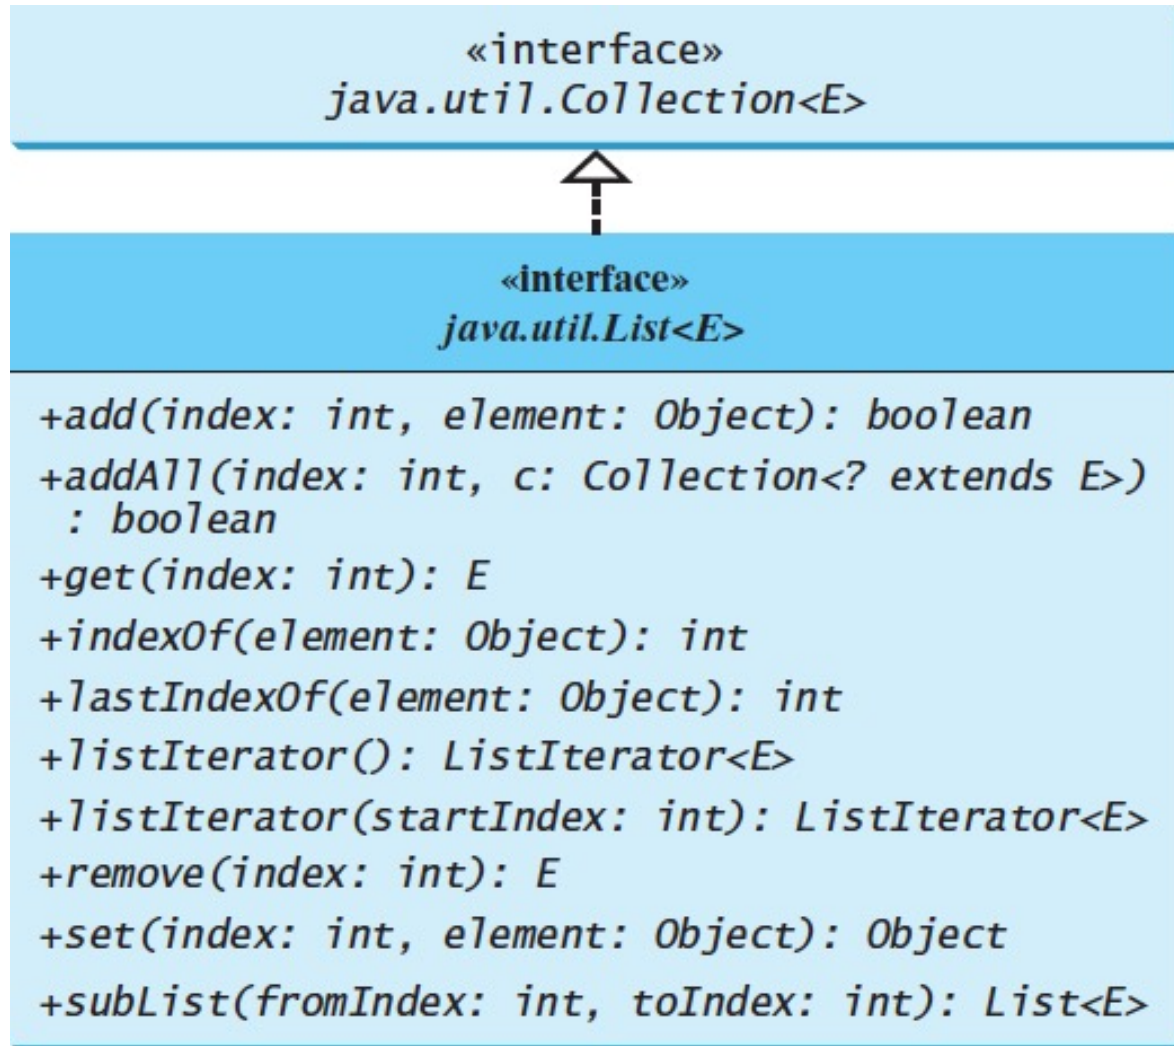 «interface»
java.util.Collection<E>
«interface»
java.util.List<E>
+add(index: int, element: Object): boolean
+addAll(index: int, c: Collection<? extends E>)
: boolean
+get(index: int): E
+indexOf(element: Object): int
+lastIndexOf(element: Object): int
+listIterator(): ListIterator<E>
+listIterator(startIndex: int): ListIterator<E>
+remove(index: int): E
+set(index: int, element: Object): Object
+subList(fromIndex: int, toIndex: int): List<E>